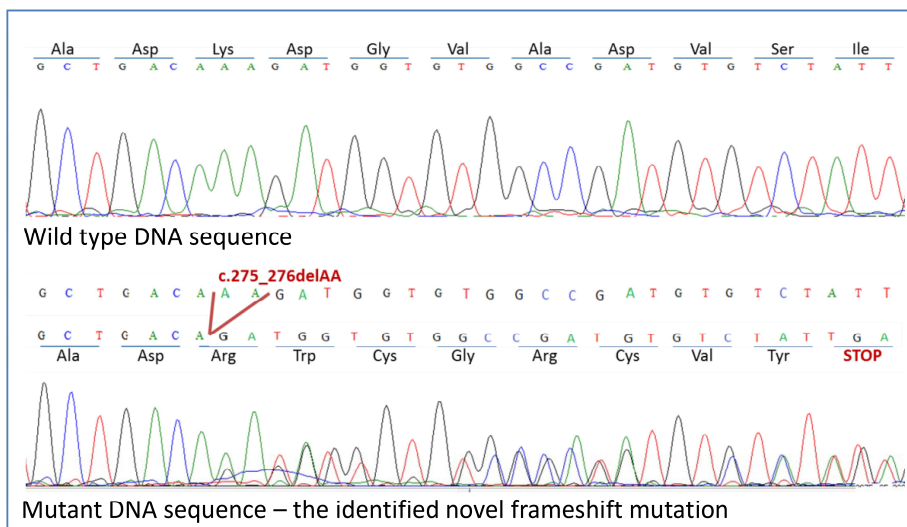 Ala Asp Lys Asp Gly Val Ala Asp Val Ser Ile
G C T G A C A A A G A T G G T G T G G C C G A T G T G T C T A T T
Wild type DNA sequence
c.275_276delAA
G C T G A C A A A G A T G G T G T G G C C G A T G T G T C T A T T
G C T G A C A G A T G G T G T G G C C G A T G T G T C T A T T G A
Ala Asp Arg Trp Cys Gly Arg Cys Val Tyr STOP
Mutant DNA sequence – the identified novel frameshift mutation